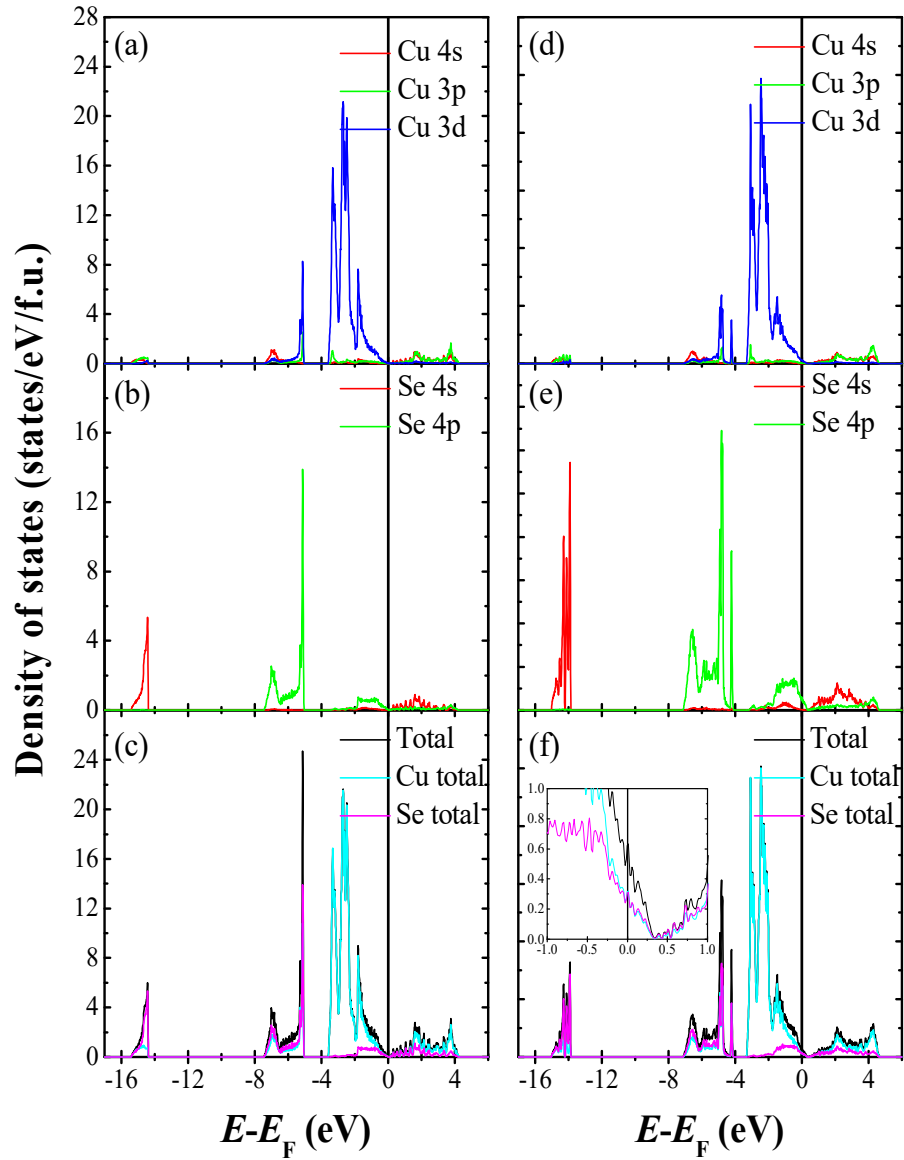 Density of states (states/eV/f.u.)
(a)
Cu 4s
Cu 3p
Cu 3d
28
24
20
16
12
8
4
0
(d)
Cu 4s
Cu 3p
Cu 3d
(b)
Se 4s
Se 4p
16
12
8
4
0
(e)
Se 4s
Se 4p
(c)
Total
Cu total
Se total
24
20
16
12
8
4
0
-16 -12 -8 -4 0 4
E-EF (eV)
(f)
Total
Cu total
Se total
1.0
0.8
0.6
0.4
0.2
0.0
-1.0 -0.5 0.0 0.5 1.0
-16 -12 -8 -4 0 4
E-EF (eV)